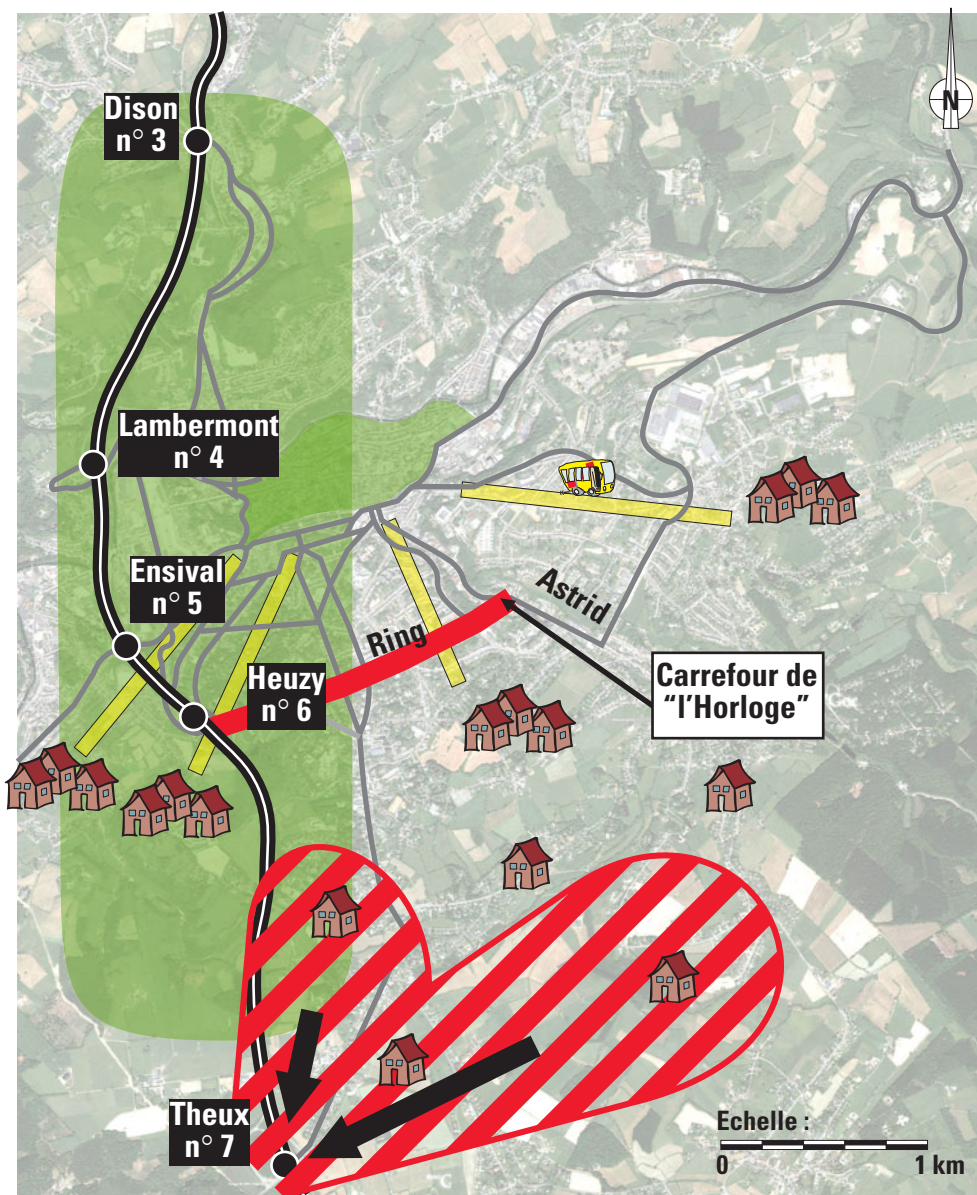 N
Dison
n° 3
Lambermont
n° 4
Ensival
n° 5
Astrid
Ring
Heuzy
n° 6
Carrefour de
“l’Horloge”
Theux
n° 7
Echelle :
0
1 km